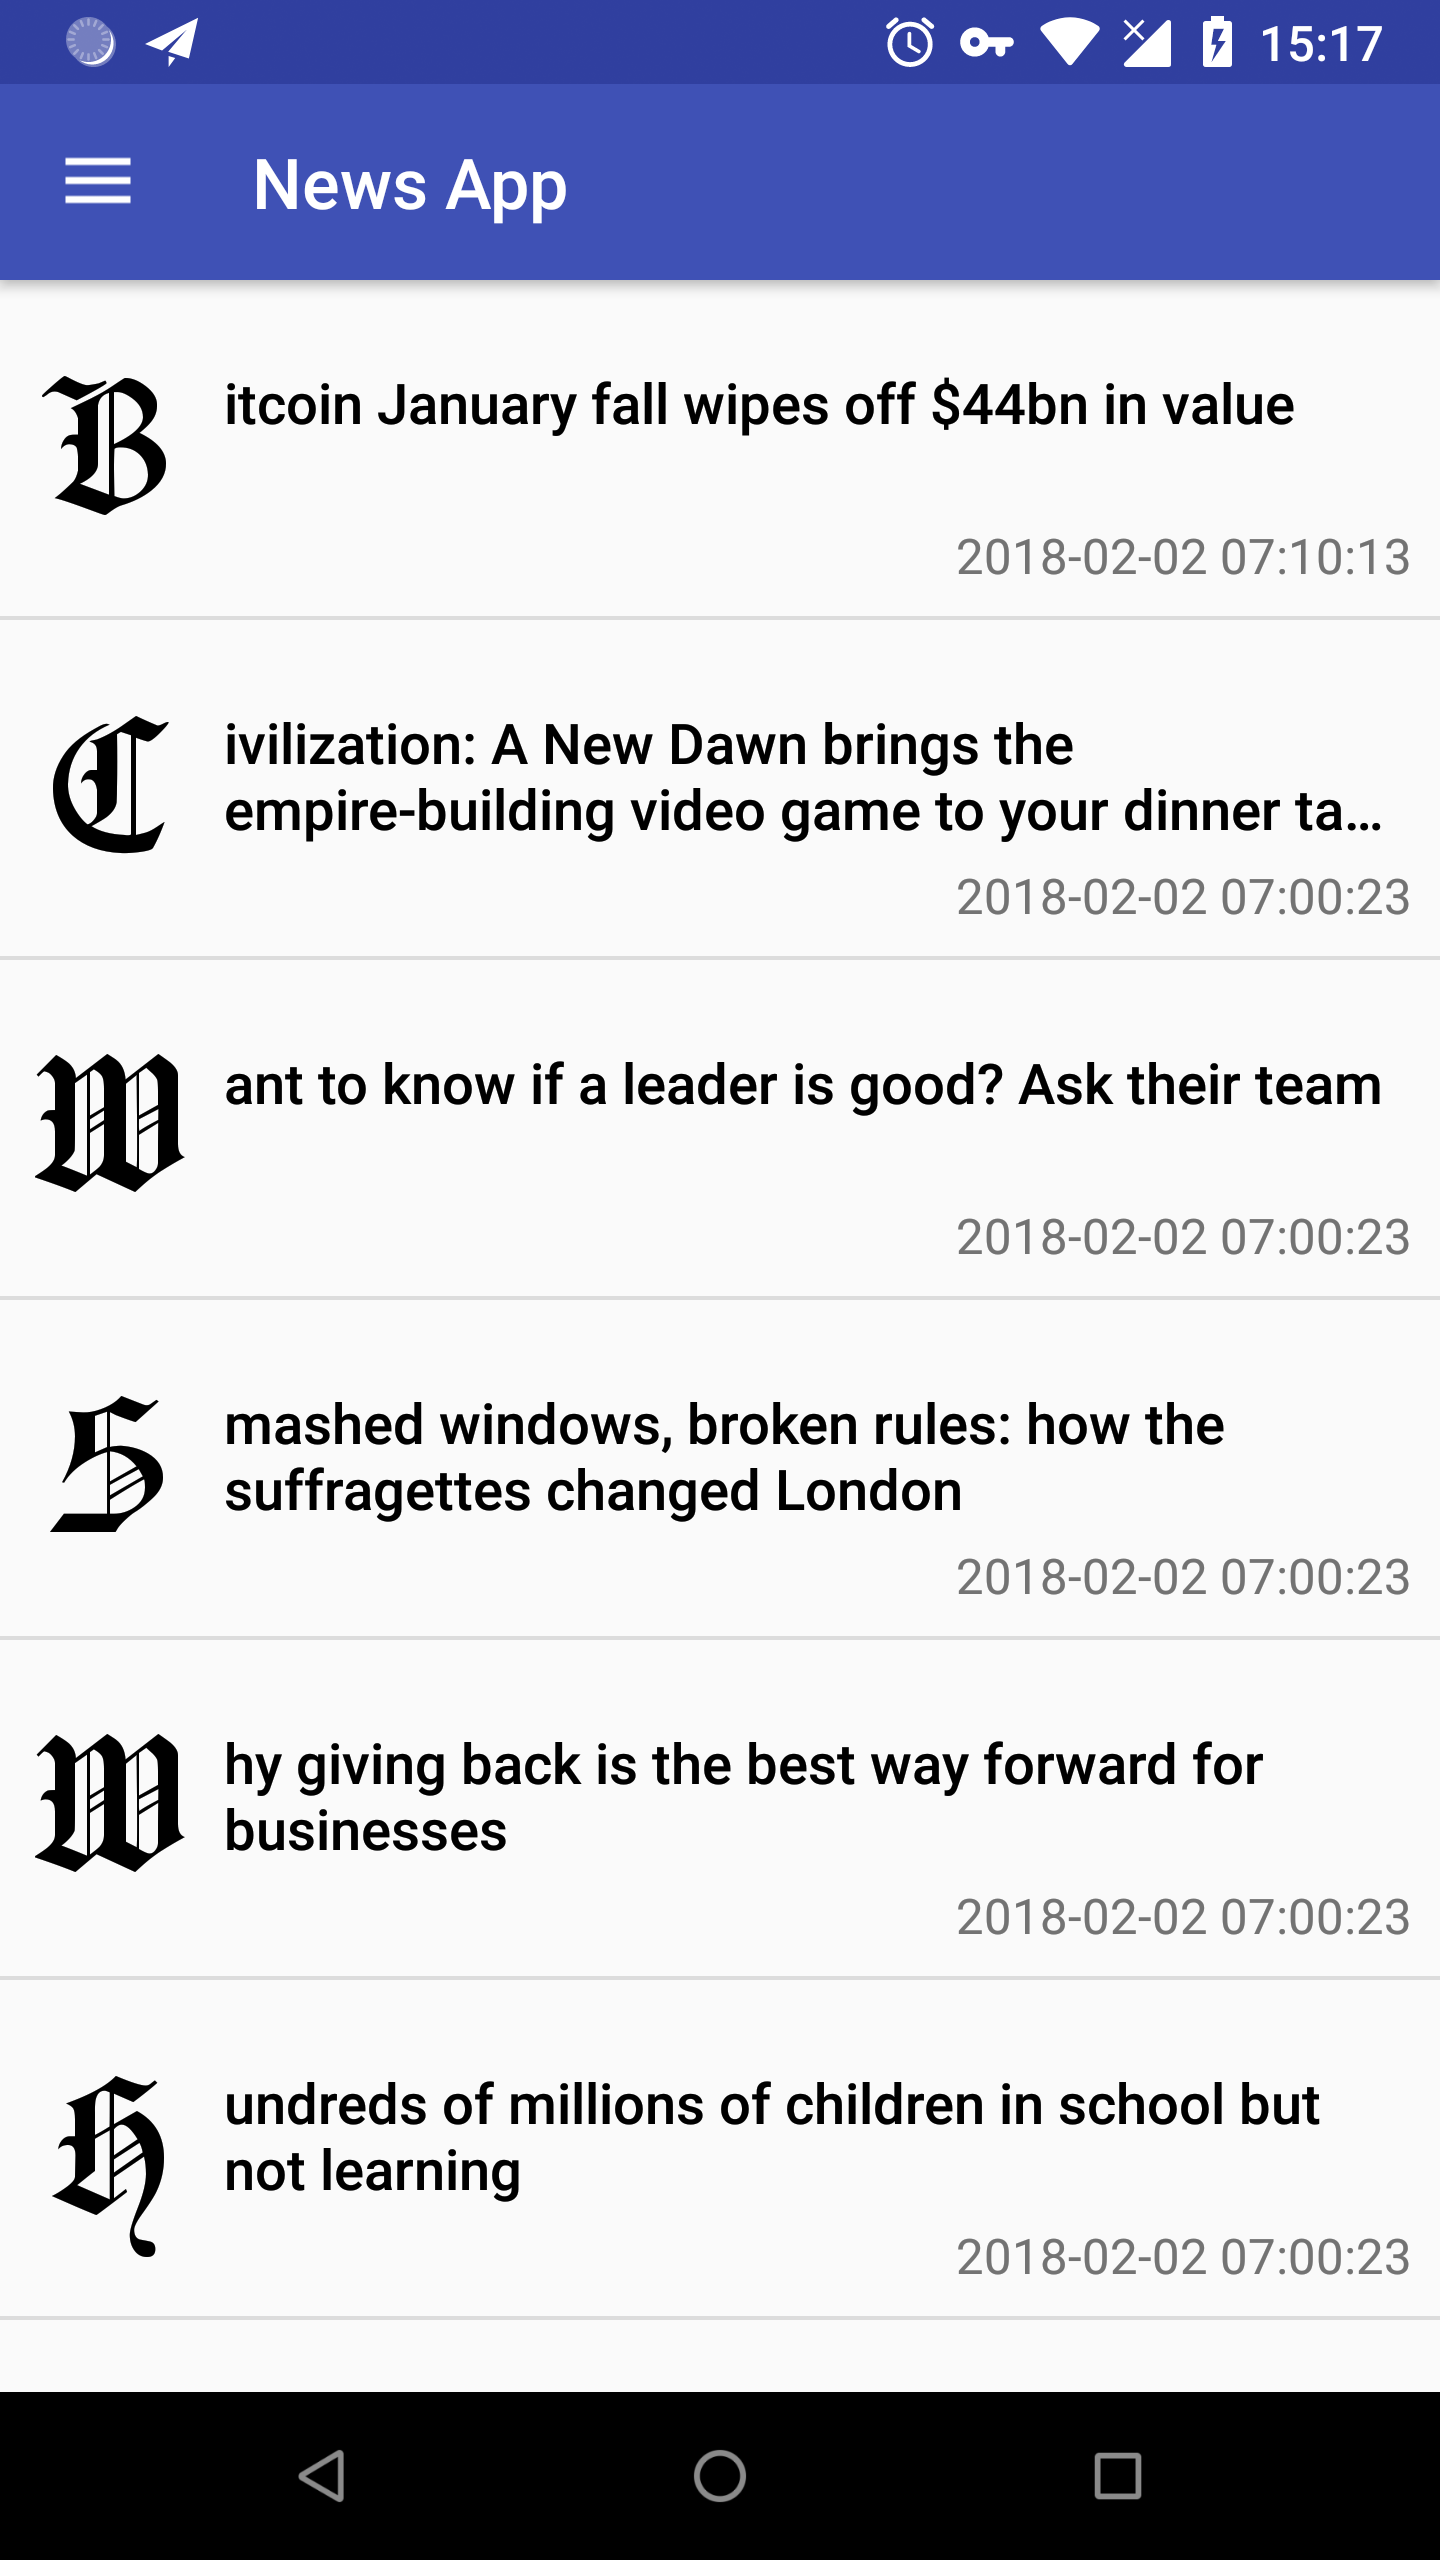 15:17
News App
B itcoin January fall wipes off $44bn in value
2018-02-02 07:10:13
C ivilization: A New Dawn brings the
empire-building video game to your dinner ta...
2018-02-02 07:00:23
W ant to know if a leader is good? Ask their team
2018-02-02 07:00:23
S mashed windows, broken rules: how the
suffragettes changed London
2018-02-02 07:00:23
W hy giving back is the best way forward for
businesses
2018-02-02 07:00:23
H undreds of millions of children in school but
not learning
2018-02-02 07:00:23